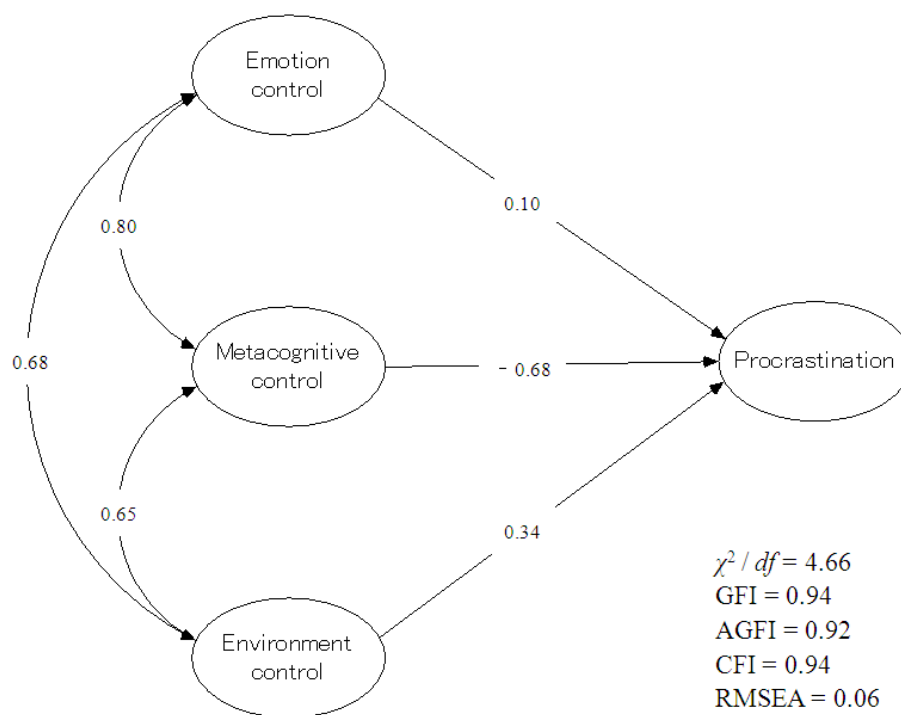 Emotion
control
0.10
0.80
0.68
Metacognitive
control
- 0.68
Procrastination
0.65
0.34
Environment
control
χ² / df = 4.66
GFI = 0.94
AGFI = 0.92
CFI = 0.94
RMSEA = 0.06